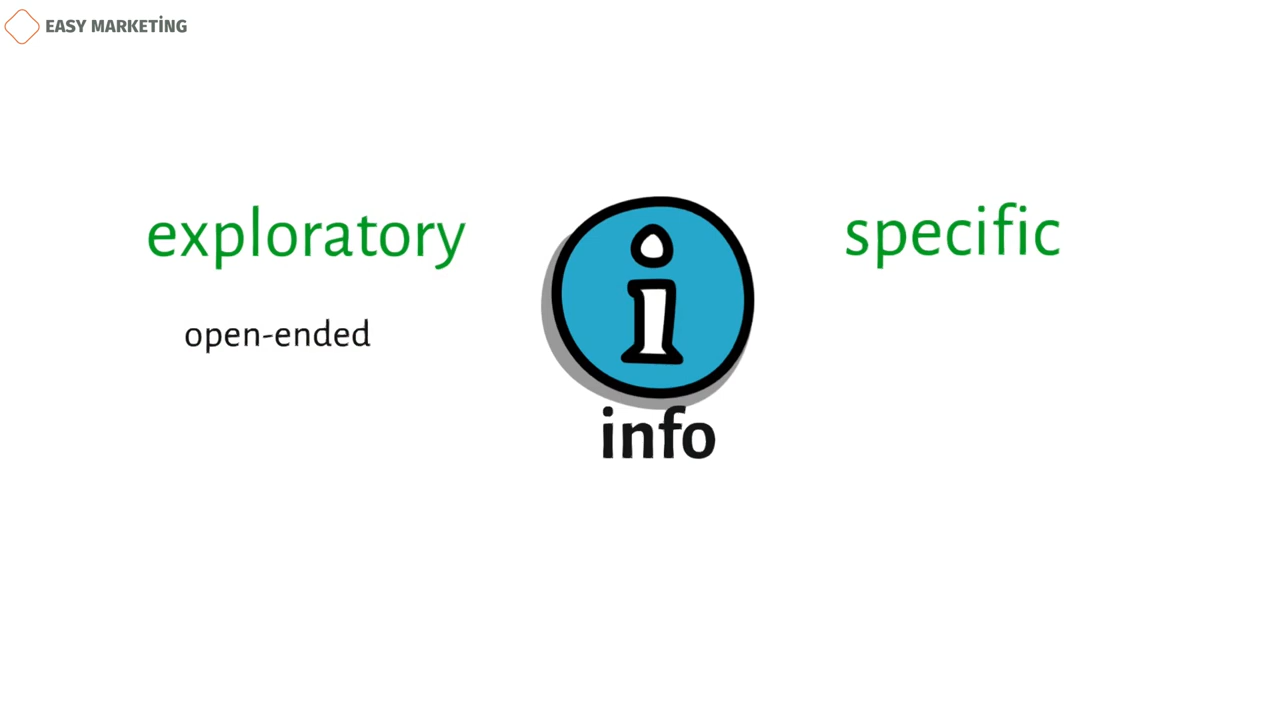 EASY MARKETİNG
exploratory
specific
open-ended
i
info